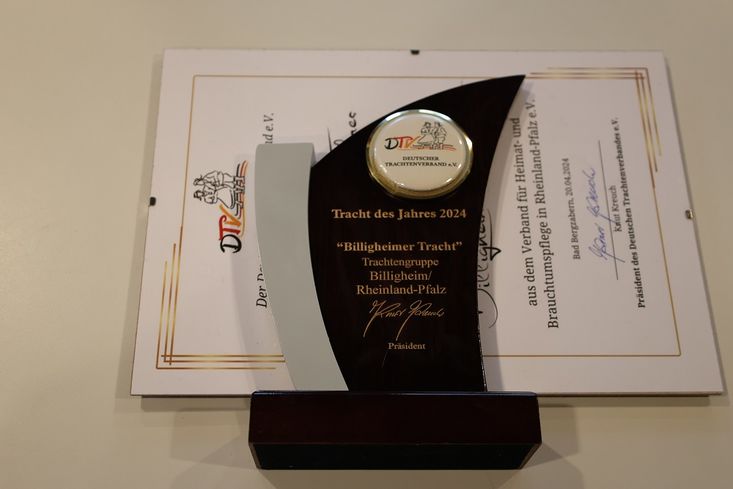 DTV
DEUTSCHER
TRACHTENVERBAND e.V.
Tracht des Jahres 2024
"Billigheimer Tracht"
Trachtengruppe
Billigheim/
Rheinland-Pfalz
Präsident
DTV
aus dem Verband für Heimat- und
Brauchtumspflege in Rheinland-Pfalz e.V.
Bad Bergzabern, 20.04.2024
Knut Kreuch
Präsident des Deutschen Trachtenverbandes e.V.